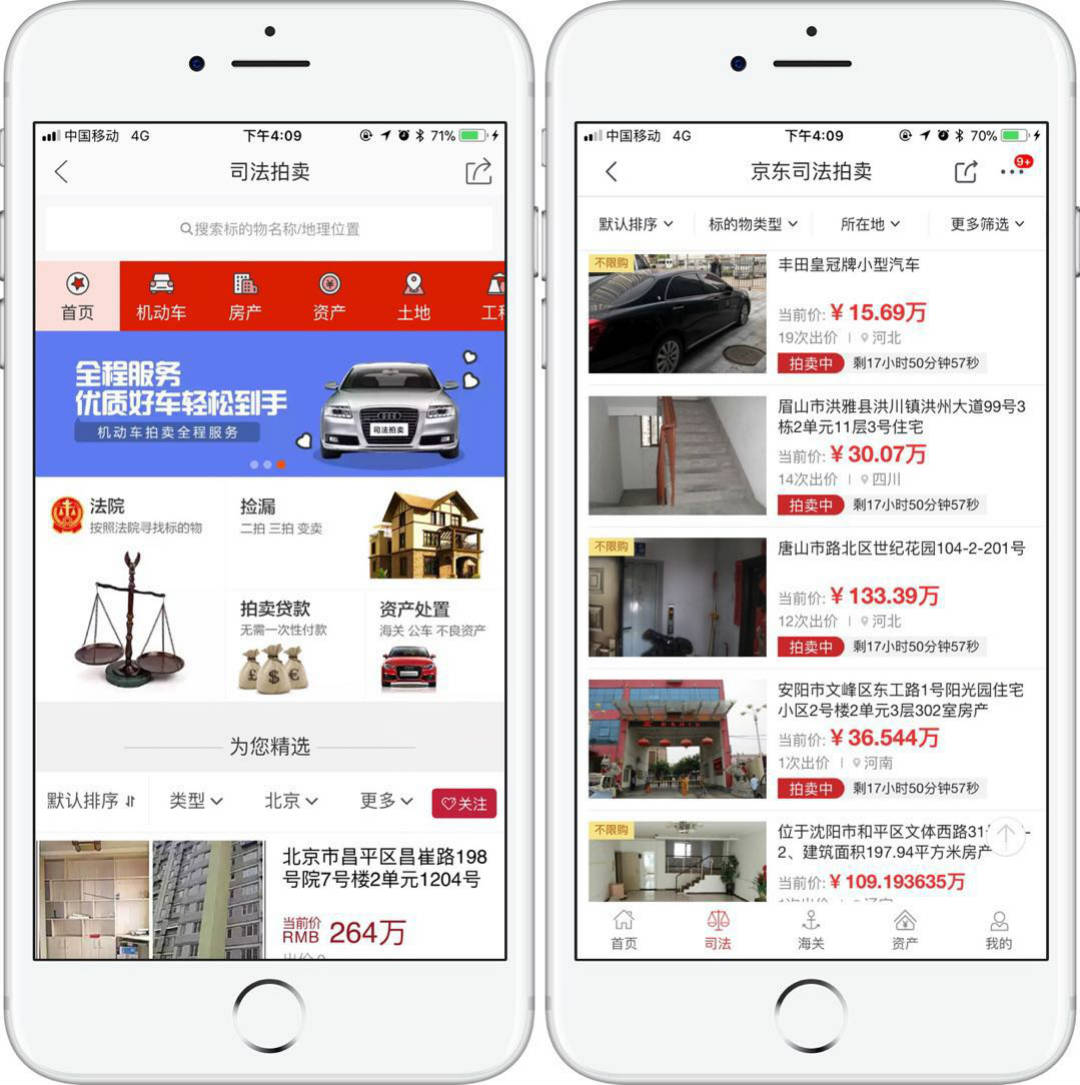 中国移动 4G 下午4:09 71%
司法拍卖
搜索标的物名称/地理位置
首页 机动车 房产 资产 土地
全程服务
优质好车轻松到手
机动车拍卖全程服务
司法拍卖
法院
按照法院寻找标的物
捡漏
二拍 三拍 变卖
拍卖贷款
无需一次性付款
资产处置
海关 公车 不良资产
为您精选
默认排序 类型 北京 更多 关注
北京市昌平区昌崔路198
号院7号楼2单元1204号
当前价
RMB 264万
中国移动 4G 下午4:09 70%
京东司法拍卖
9+
默认排序 标的物类型 所在地 更多筛选
不限购
丰田皇冠牌小型汽车
当前价:￥15.69万
19次出价 | 河北
拍卖中 剩17小时50分钟57秒
眉山市洪雅县洪川镇洪州大道99号3
栋2单元11层3号住宅
当前价:￥30.07万
14次出价 | 四川
拍卖中 剩17小时50分钟57秒
不限购
唐山市路北区世纪花园104-2-201号
当前价:￥133.39万
12次出价 | 河北
拍卖中 剩17小时50分钟57秒
安阳市文峰区东工路1号阳光园住宅
小区2号楼2单元3层302室房产
当前价:￥36.544万
1次出价 | 河南
拍卖中 剩17小时50分钟57秒
不限购
位于沈阳市和平区文体西路31
2、建筑面积197.94平方米房产
当前价:￥109.193635万
首页 司法 海关 资产 我的